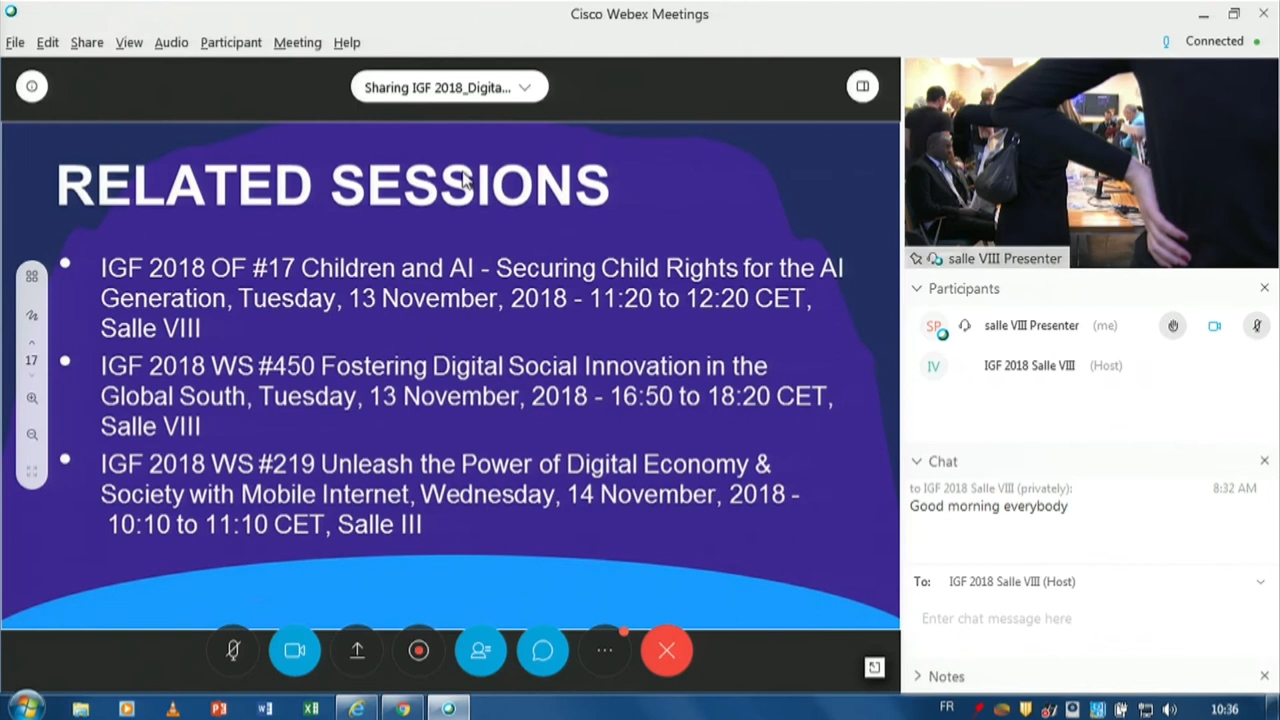 Cisco Webex Meetings
File Edit Share View Audio Participant Meeting Help
Connected
Sharing IGF 2018_Digita...
RELATED SESSIONS
• IGF 2018 OF #17 Children and AI - Securing Child Rights for the AI
Generation, Tuesday, 13 November, 2018 - 11:20 to 12:20 CET,
Salle VIII
• IGF 2018 WS #450 Fostering Digital Social Innovation in the
Global South, Tuesday, 13 November, 2018 - 16:50 to 18:20 CET,
Salle VIII
• IGF 2018 WS #219 Unleash the Power of Digital Economy &
Society with Mobile Internet, Wednesday, 14 November, 2018 -
10:10 to 11:10 CET, Salle III
17
salle VIII Presenter
Participants
SP salle VIII Presenter (me)
IV IGF 2018 Salle VIII (Host)
Chat
to IGF 2018 Salle VIII (privately): 8:32 AM
Good morning everybody
To: IGF 2018 Salle VIII (Host)
Enter chat message here
Notes
FR
10:36